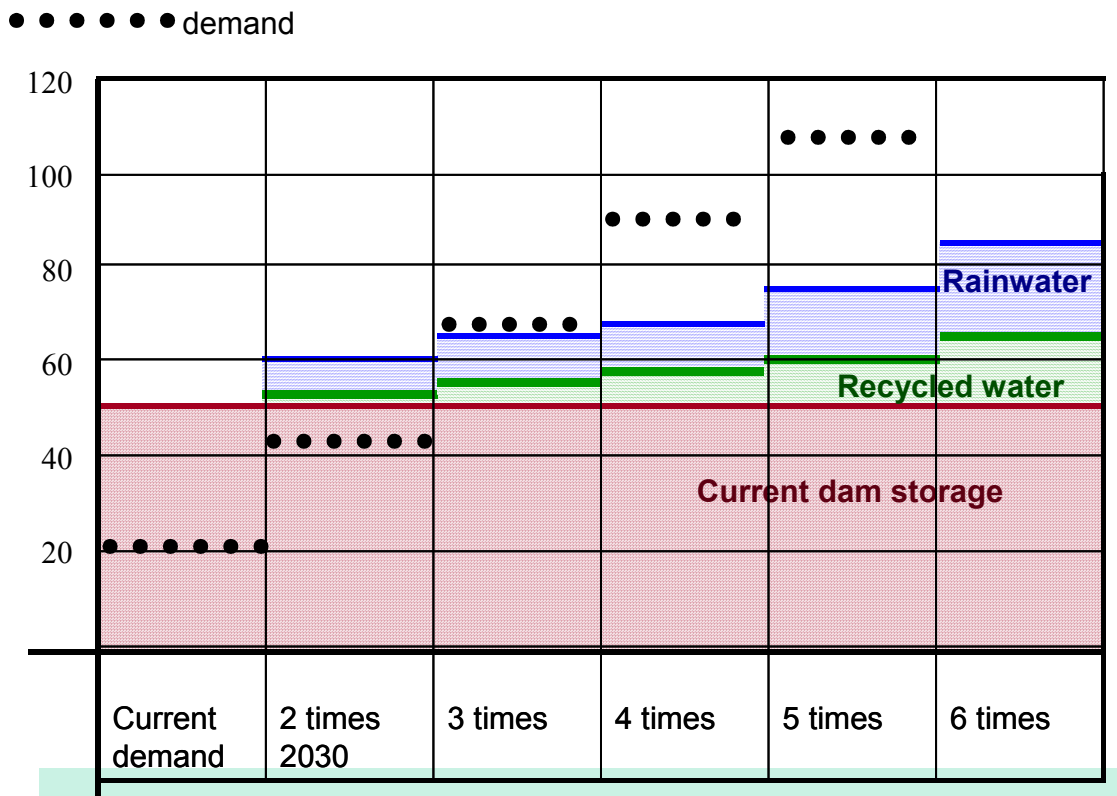 demand
120
100
80
Rainwater
60
Recycled water
40
Current dam storage
20
Current
demand
2 times
2030
3 times
4 times
5 times
6 times